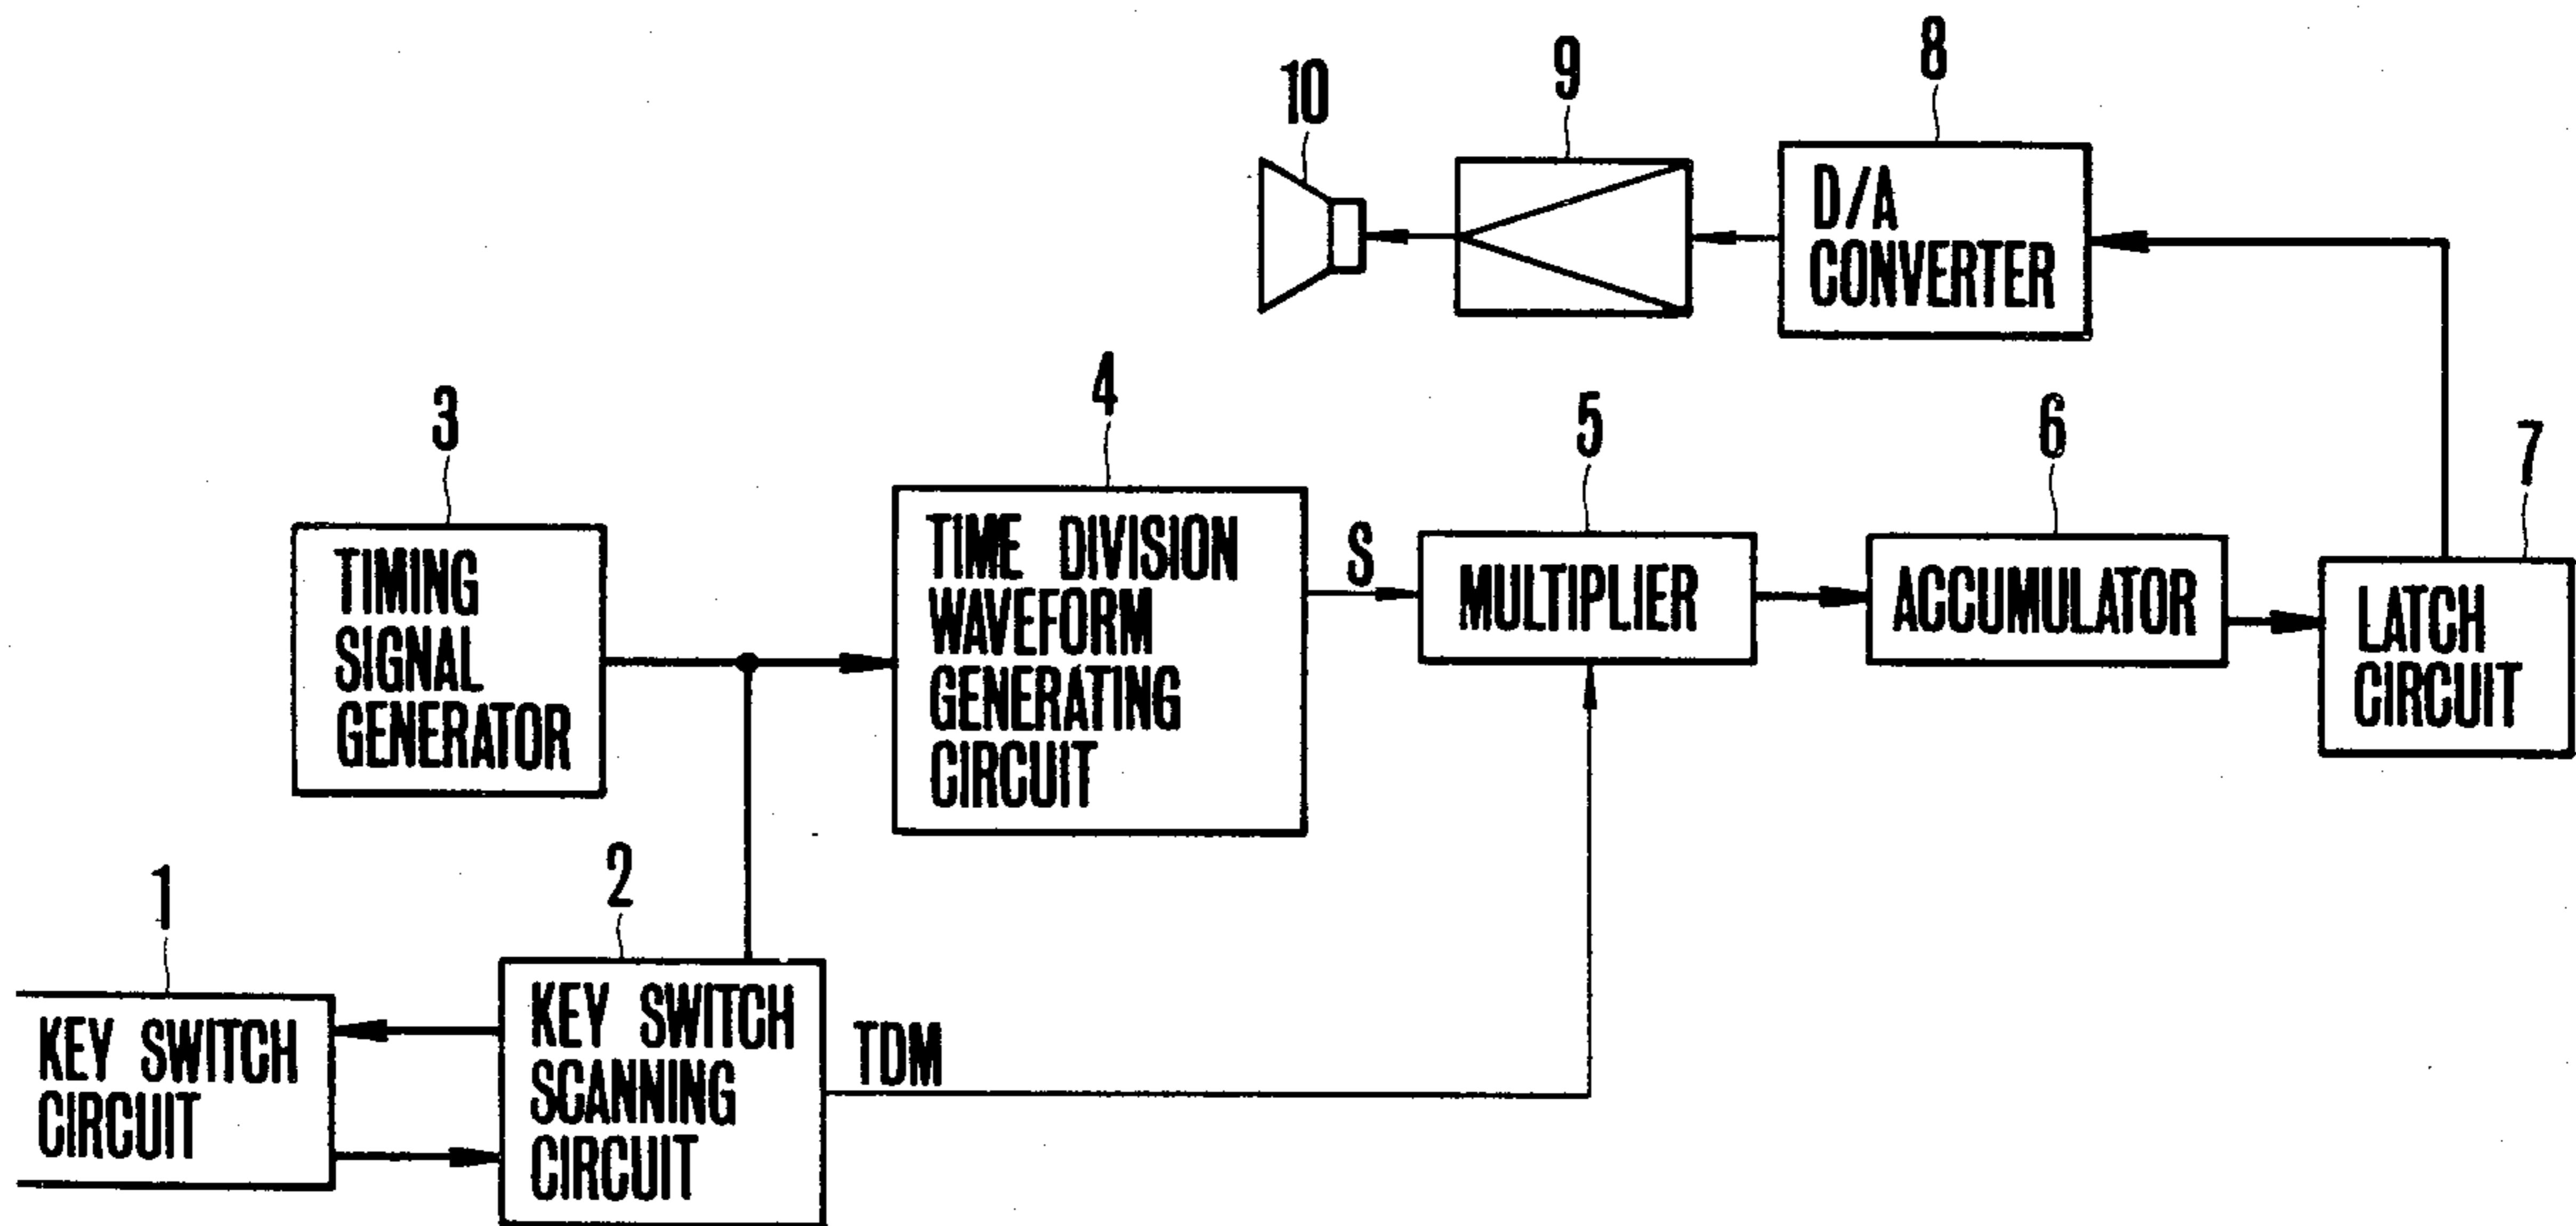 10
9
8
D/A
CONVERTER
3
4
5
6
7
TIMING
SIGNAL
GENERATOR
TIME DIVISION
WAVEFORM
GENERATING
CIRCUIT
S
MULTIPLIER
ACCUMULATOR
LATCH
CIRCUIT
1
2
KEY SWITCH
CIRCUIT
KEY SWITCH
SCANNING
CIRCUIT
TDM